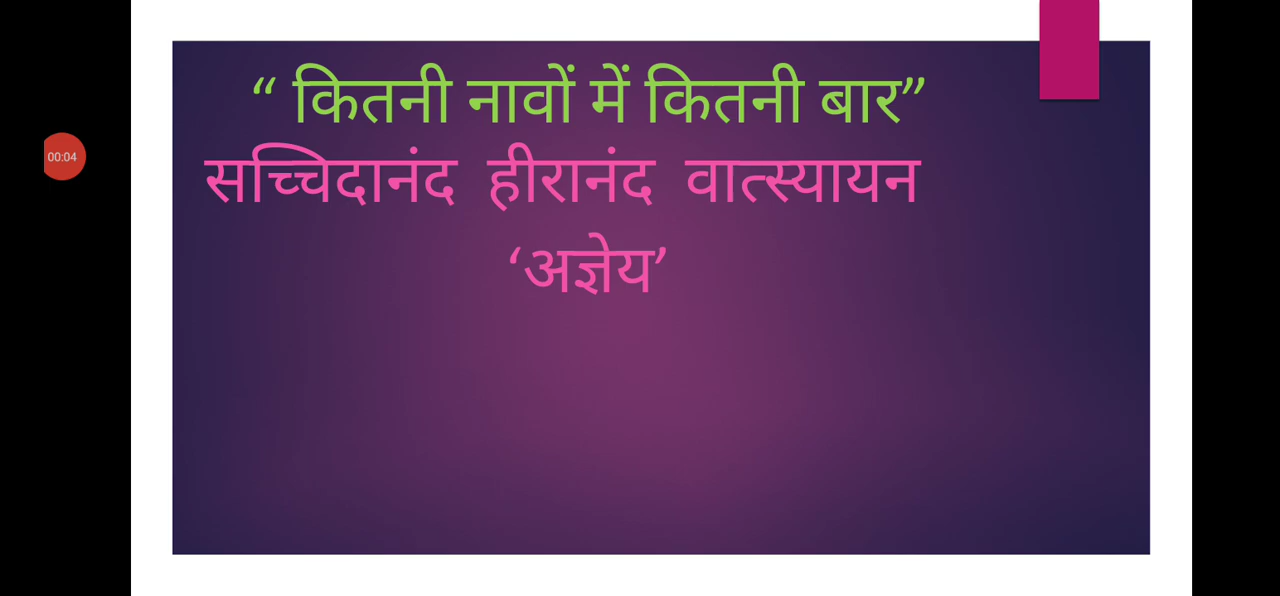 00:04
“ कितनी नावों में कितनी बार”
सच्चिदानंद हीरानंद वात्स्यायन
‘अज्ञेय’